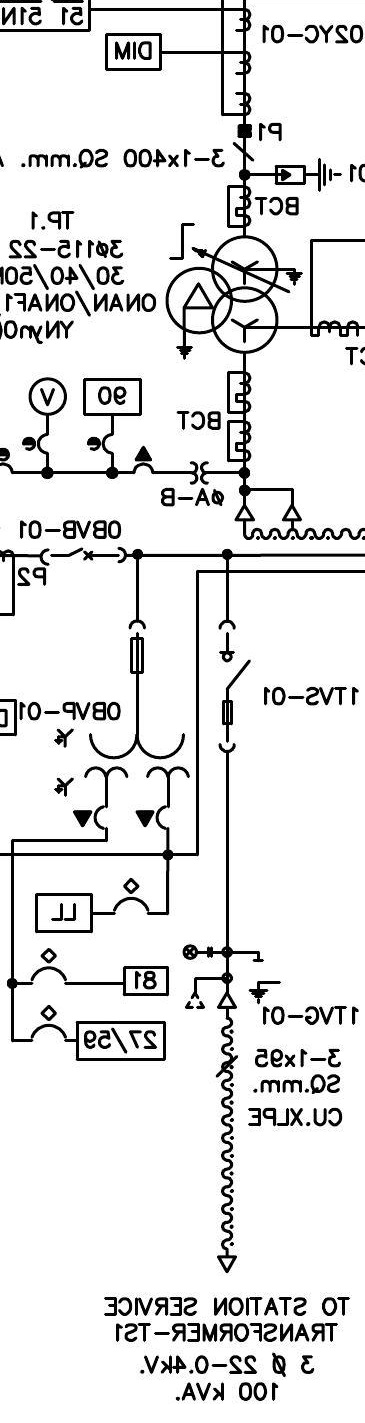 51 51N
02YC-01
DIM
P1
3-1x400 SQ.mm.
01
BCT
TP.1
3ø115-22
30/40/50
ONAN/ONAF1
YNyn0(
CT
V
90
BCT
øA-B
0BVB-01
P2
0BVP-01
1TVS-01
LL
81
27/59
1TVG-01
3-1x95
SQ.mm.
CU.XLPE
TO STATION SERVICE
TRANSFORMER-TS1
3 Ø 22-0.4kV.
100 kVA.